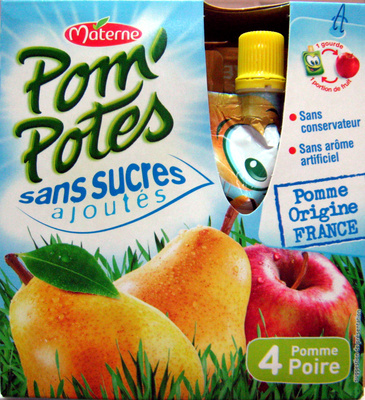 Materne
Pom'
Potes
sans sucres
ajoutés
1 gourde
1 portion de fruit
• Sans
conservateur
• Sans arôme
artificiel
Pomme
Origine
FRANCE
4 Pomme
Poire